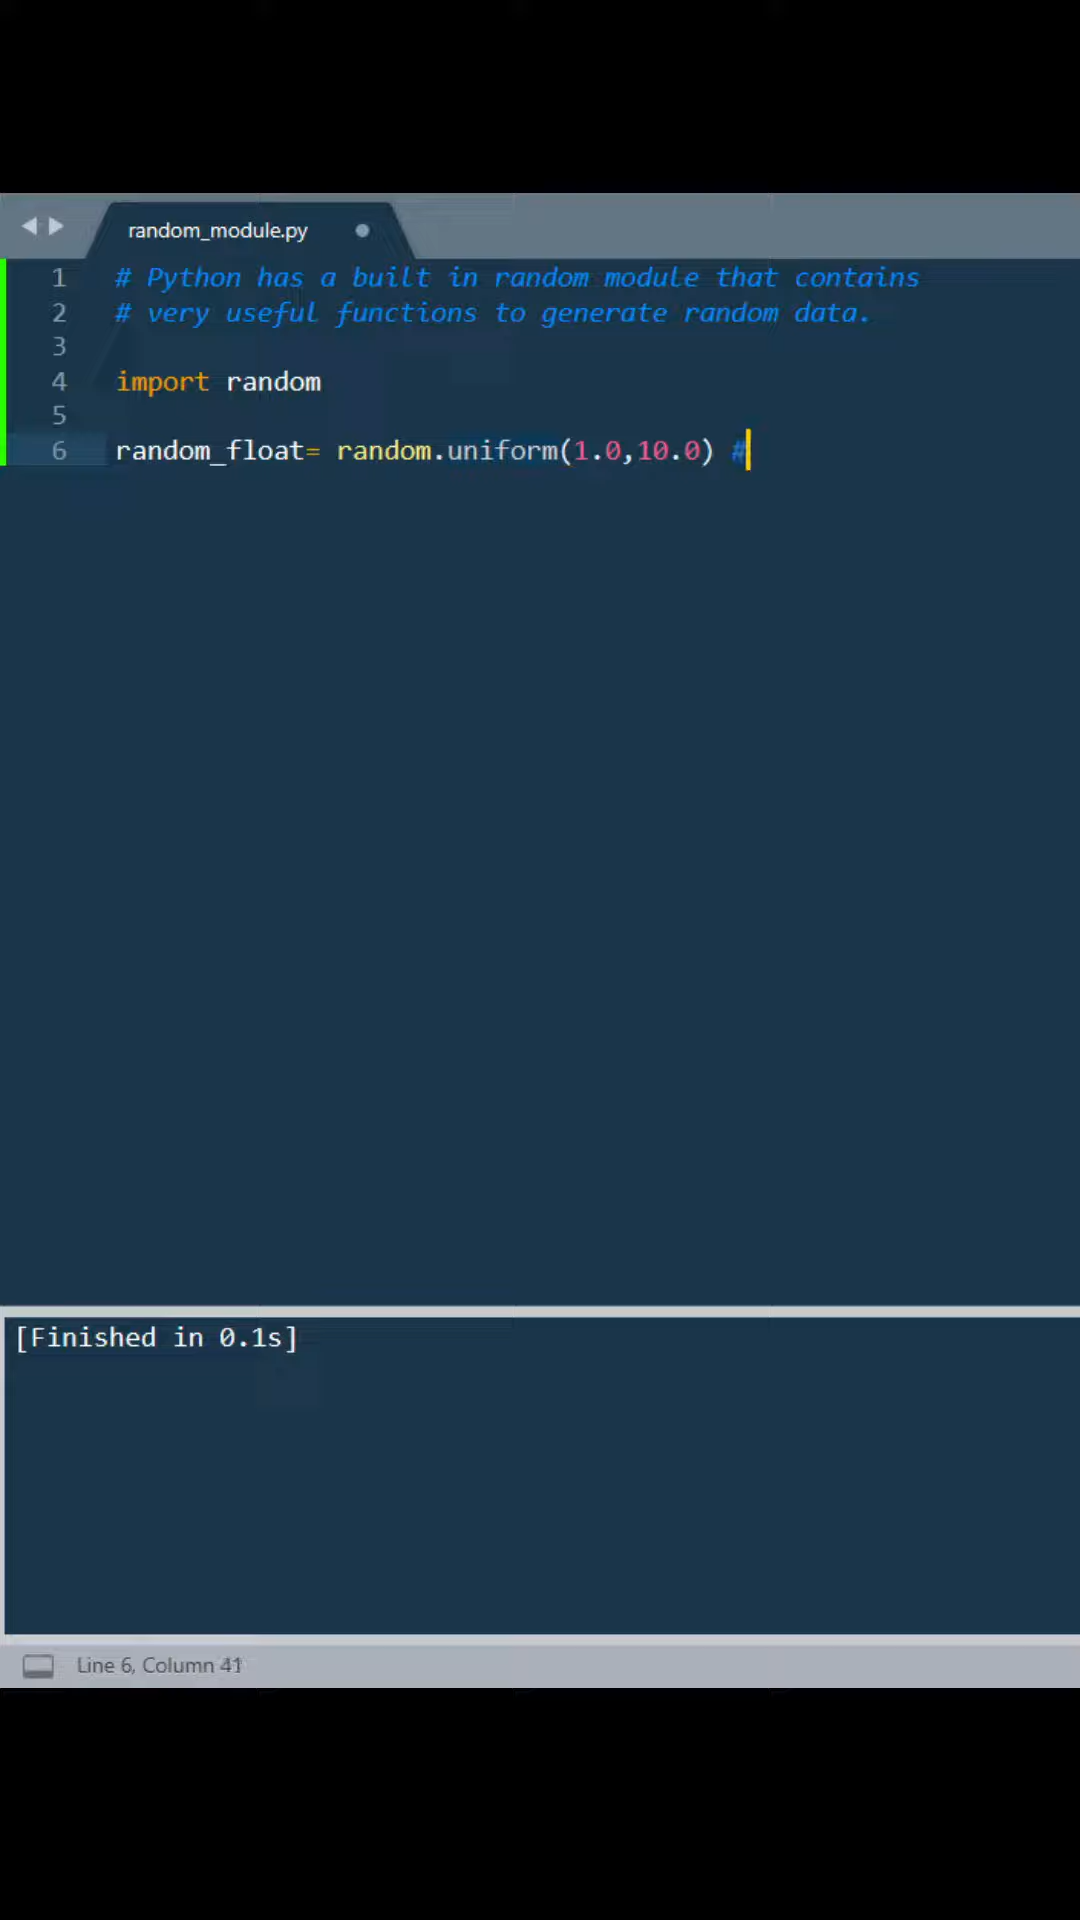 random_module.py
1 # Python has a built in random module that contains
2 # very useful functions to generate random data.
3
4 import random
5
6 random_float= random.uniform(1.0,10.0) #
[Finished in 0.1s]
Line 6, Column 41